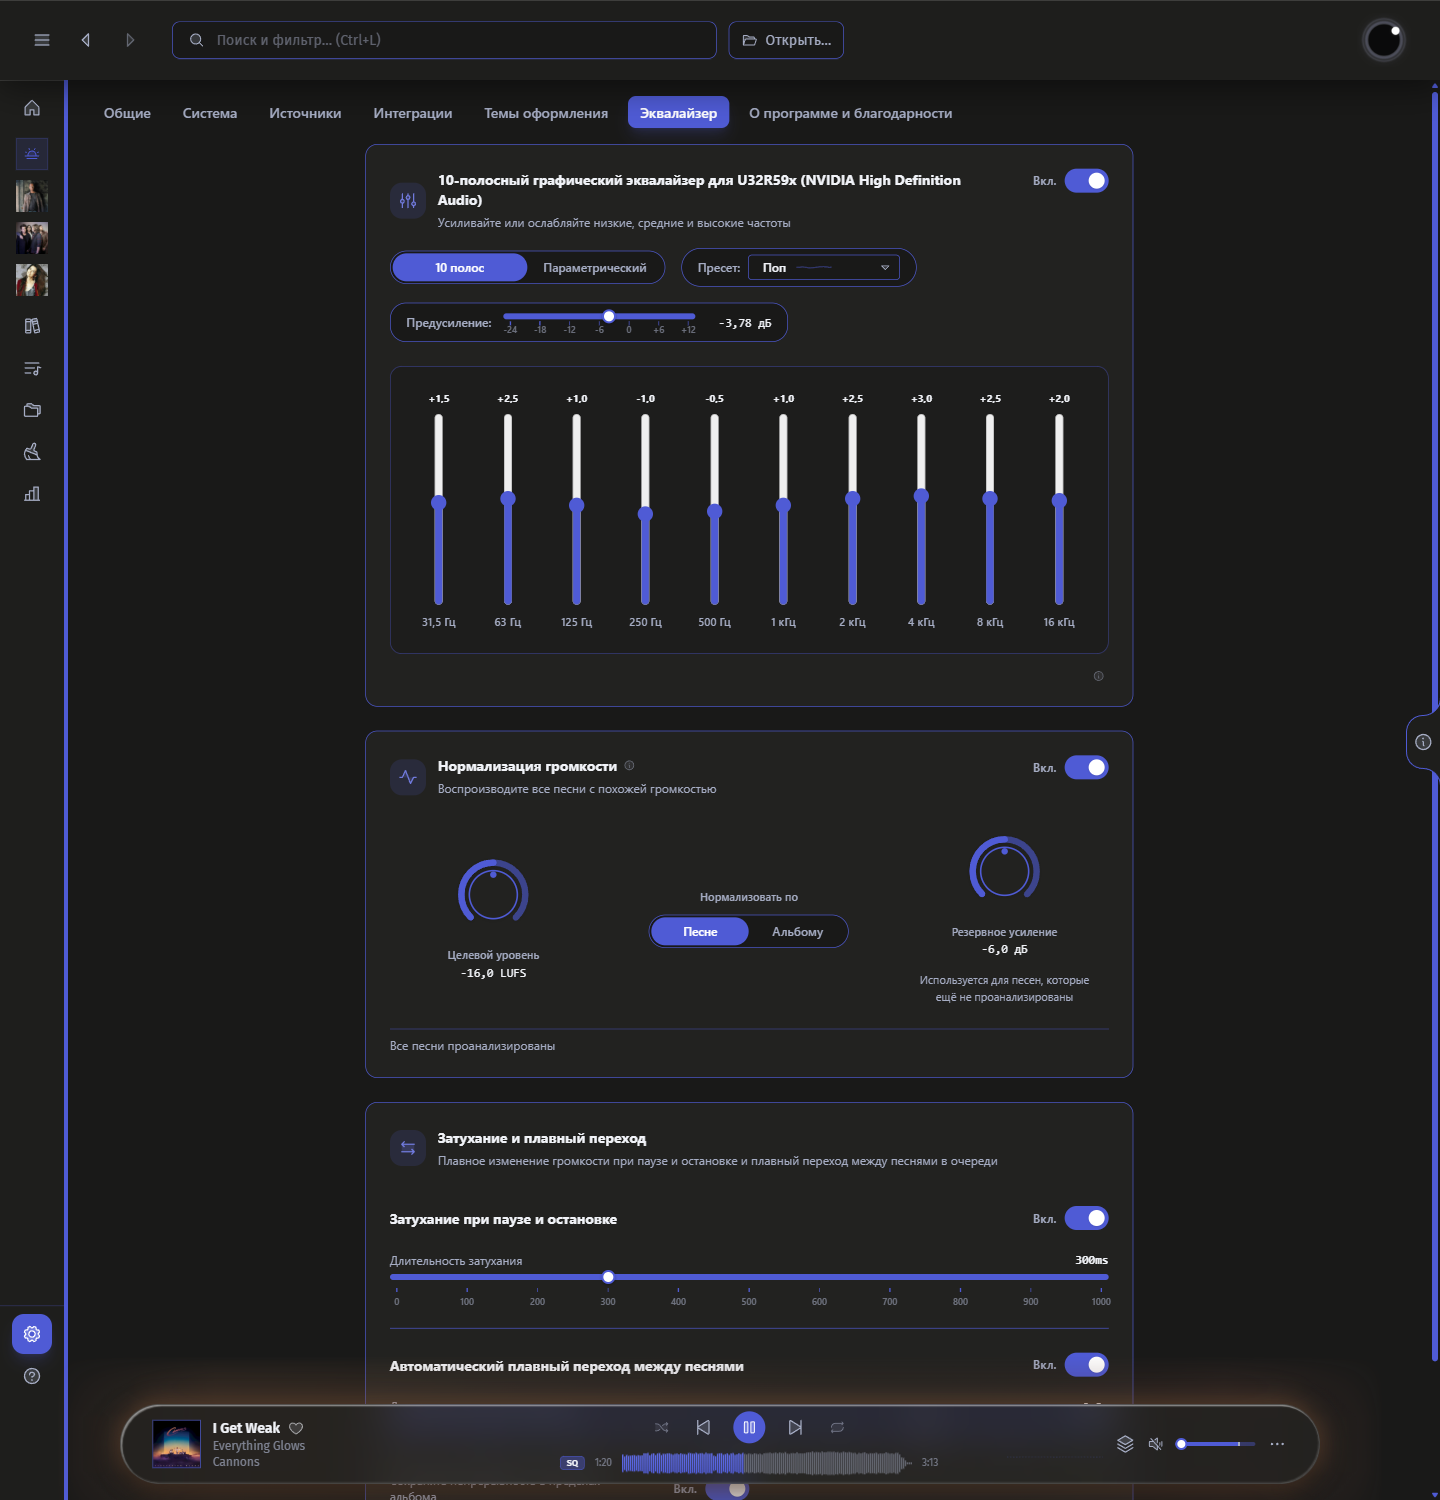 Поиск и фильтр... (Ctrl+L)
Открыть...
Общие
Система
Источники
Интеграции
Темы оформления
Эквалайзер
О программе и благодарности
10-полосный графический эквалайзер для U32R59x (NVIDIA High Definition
Audio)
Вкл.
Усиливайте или ослабляйте низкие, средние и высокие частоты
10 полос
Параметрический
Пресет:
Поп
Предусиление:
-24 -18 -12 -6 0 +6 +12
-3,78 дБ
+1,5 +2,5 +1,0 -1,0 -0,5 +1,0 +2,5 +3,0 +2,5 +2,0
31,5 Гц 63 Гц 125 Гц 250 Гц 500 Гц 1 кГц 2 кГц 4 кГц 8 кГц 16 кГц
Нормализация громкости
Вкл.
Воспроизводите все песни с похожей громкостью
Целевой уровень
-16,0 LUFS
Нормализовать по
Песне
Альбому
Резервное усиление
-6,0 дБ
Используется для песен, которые
ещё не проанализированы
Все песни проанализированы
Затухание и плавный переход
Плавное изменение громкости при паузе и остановке и плавный переход между песнями в очереди
Затухание при паузе и остановке
Вкл.
Длительность затухания
300ms
0 100 200 300 400 500 600 700 800 900 1000
Автоматический плавный переход между песнями
Вкл.
I Get Weak
Everything Glows
Cannons
SQ
1:20
3:13
Вкл.
альбома